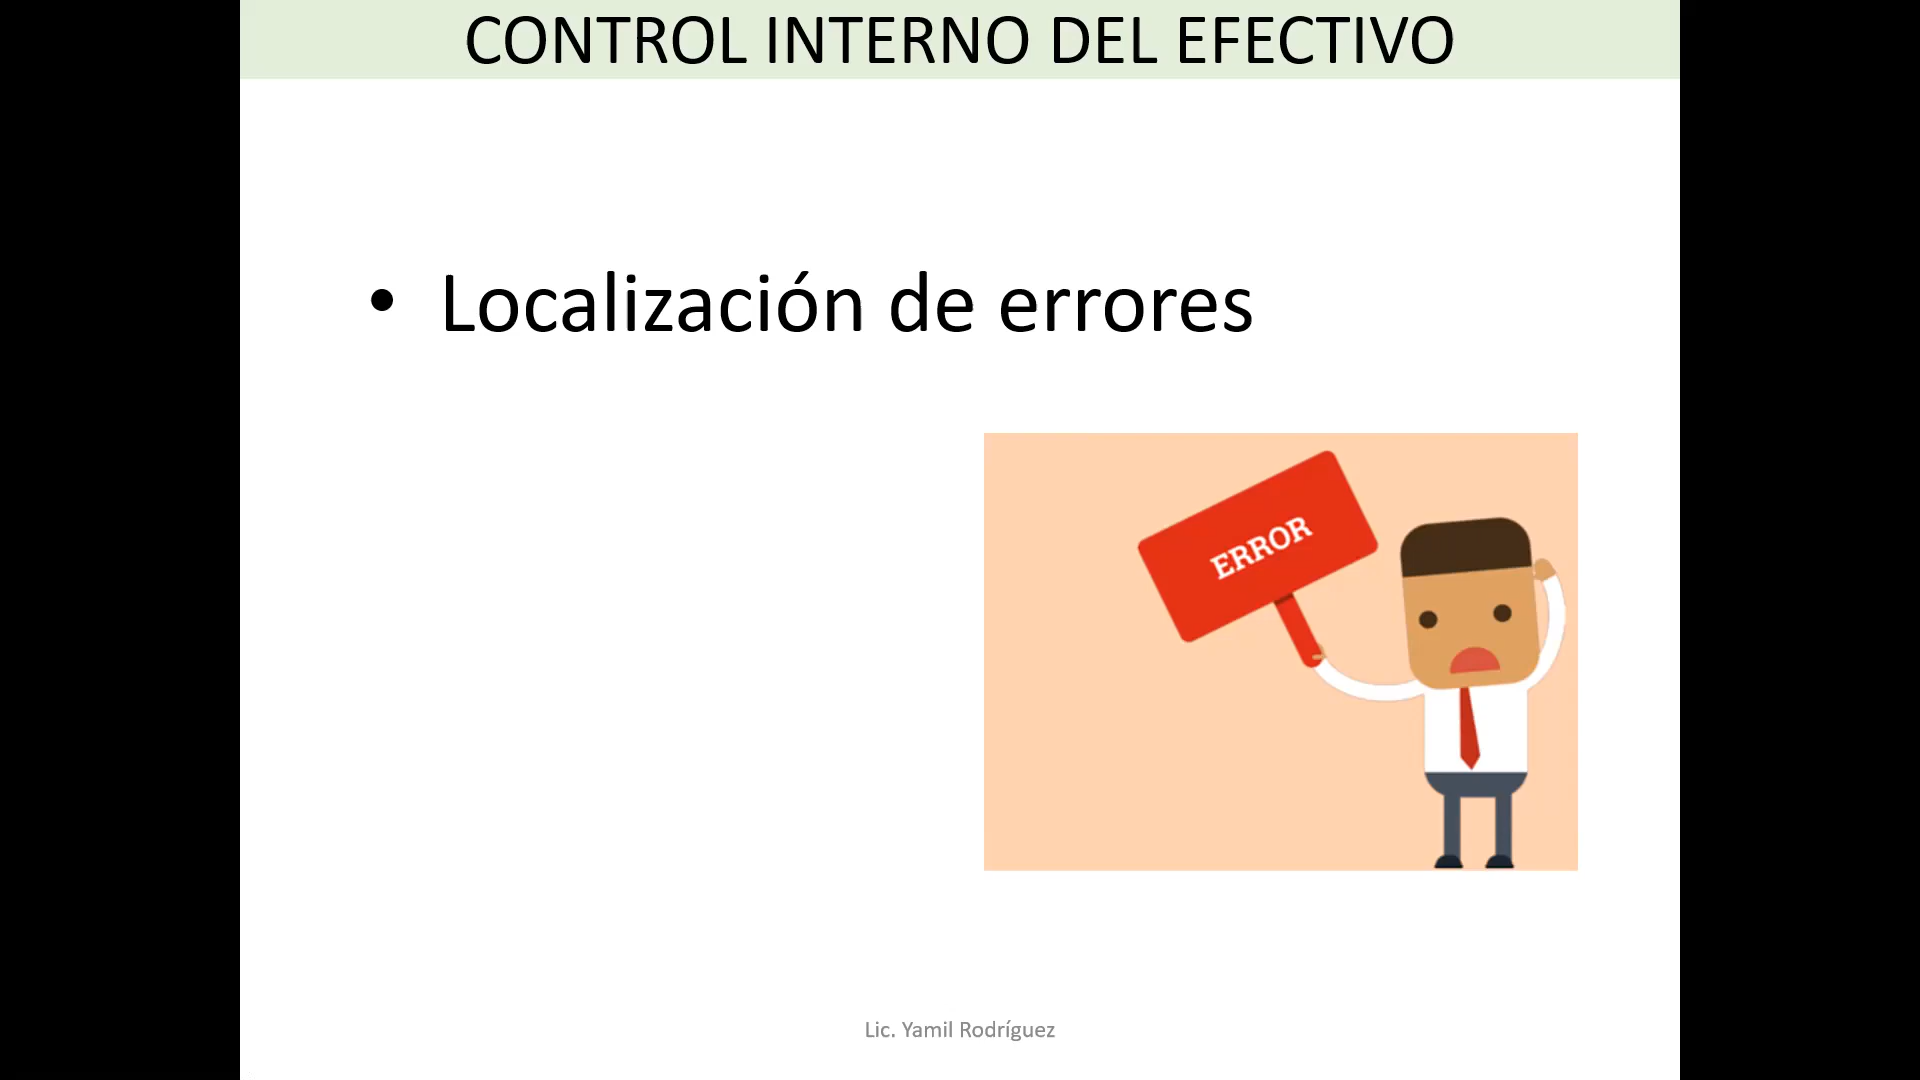 CONTROL INTERNO DEL EFECTIVO
• Localización de errores
ERROR
Lic. Yamil Rodríguez